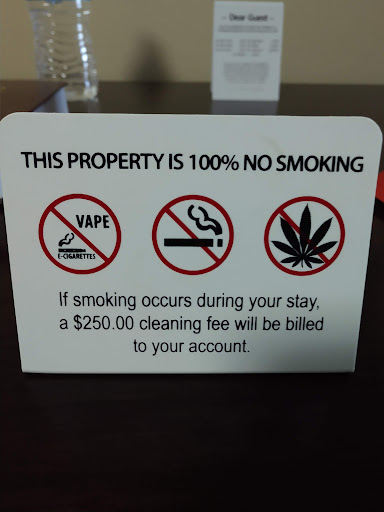 Dear Guest
THIS PROPERTY IS 100% NO SMOKING
VAPE
E-CIGARETTES
If smoking occurs during your stay,
a $250.00 cleaning fee will be billed
to your account.